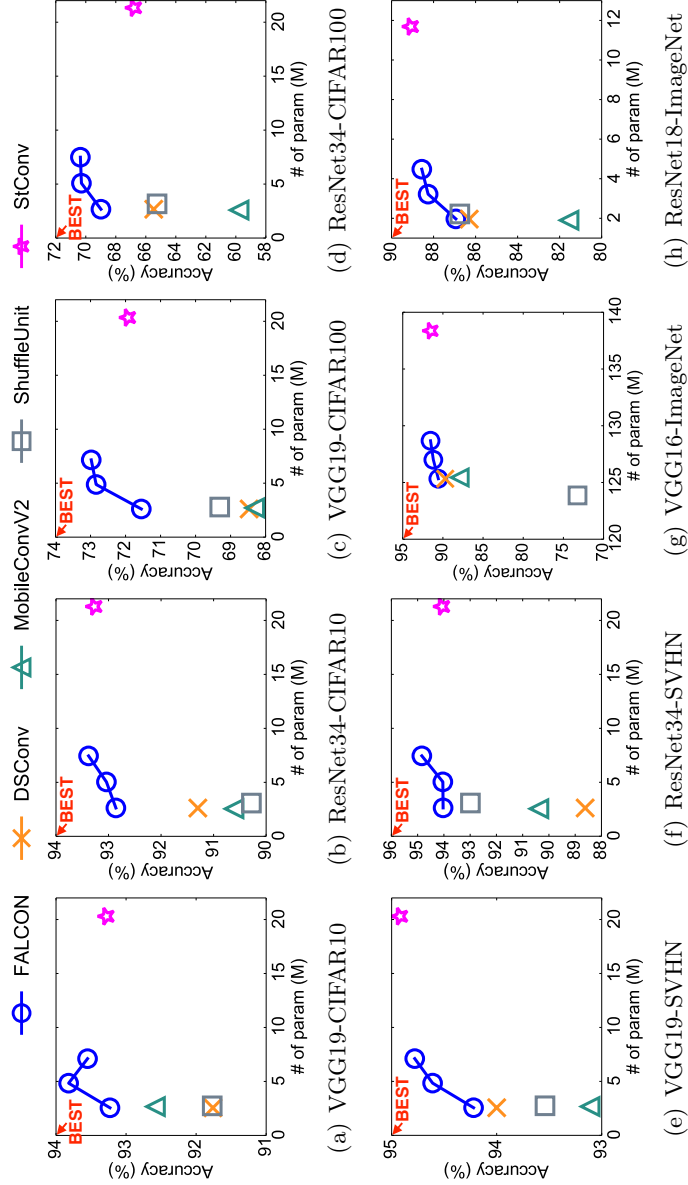 FALCON DSConv MobileConvV2 ShuffleUnit StConv
94
93
92
91
Accuracy (%)
BEST
0 5 10 15 20
# of param (M)
(a) VGG19-CIFAR10
94
93
92
91
90
Accuracy (%)
BEST
0 5 10 15 20
# of param (M)
(b) ResNet34-CIFAR10
74
73
72
71
70
69
68
Accuracy (%)
BEST
0 5 10 15 20
# of param (M)
(c) VGG19-CIFAR100
72
70
68
66
64
62
60
58
Accuracy (%)
BEST
0 5 10 15 20
# of param (M)
(d) ResNet34-CIFAR100
95
94
93
Accuracy (%)
BEST
0 5 10 15 20
# of param (M)
(e) VGG19-SVHN
96
95
94
93
92
91
90
89
88
Accuracy (%)
BEST
0 5 10 15 20
# of param (M)
(f) ResNet34-SVHN
95
90
85
80
75
70
Accuracy (%)
BEST
120 125 130 135 140
# of param (M)
(g) VGG16-ImageNet
90
88
86
84
82
80
Accuracy (%)
BEST
2 4 6 8 10 12
# of param (M)
(h) ResNet18-ImageNet